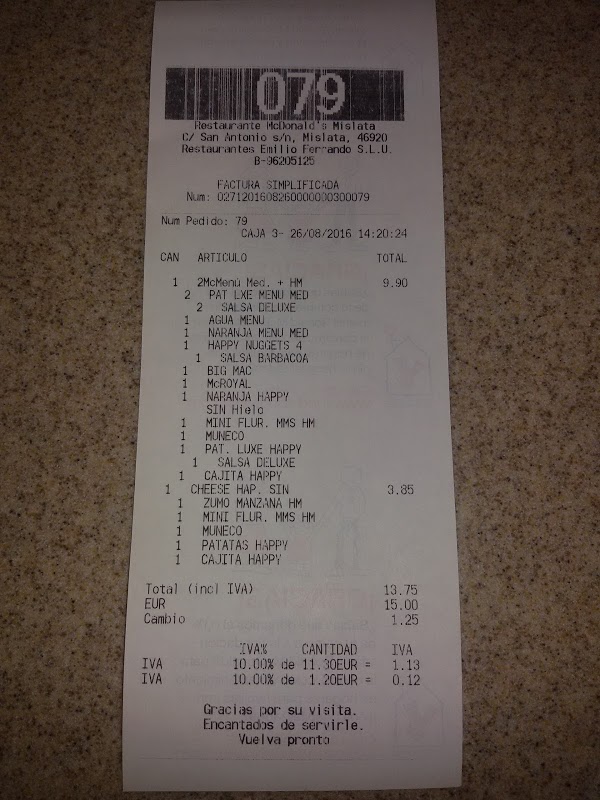 079
Restaurante McDonald's Mislata
C/ San Antonio s/n, Mislata, 46920
Restaurantes Emilio Ferrando S.L.U.
B-96205125
FACTURA SIMPLIFICADA
Num: 0271201608260000000300079
Num Pedido: 79
CAJA 3- 26/08/2016 14:20:24
CAN ARTICULO TOTAL
1 2McMenu Med. + HM 9.90
2 PAT LXE MENU MED
2 SALSA DELUXE
1 AGUA MENU
1 NARANJA MENU MED
1 HAPPY NUGGETS 4
1 SALSA BARBACOA
1 BIG MAC
1 McROYAL
1 NARANJA HAPPY
SIN Hielo
1 MINI FLUR. MMS HM
1 MUNECO
1 PAT. LUXE HAPPY
1 SALSA DELUXE
1 CAJITA HAPPY
1 CHEESE HAP. SIN 3.85
1 ZUMO MANZANA HM
1 MINI FLUR. MMS HM
1 MUNECO
1 PATATAS HAPPY
1 CAJITA HAPPY
Total (incl IVA) 13.75
EUR 15.00
Cambio 1.25
IVA% CANTIDAD IVA
IVA 10.00% de 11.30EUR = 1.13
IVA 10.00% de 1.20EUR = 0.12
Gracias por su visita.
Encantados de servirle.
Vuelva pronto